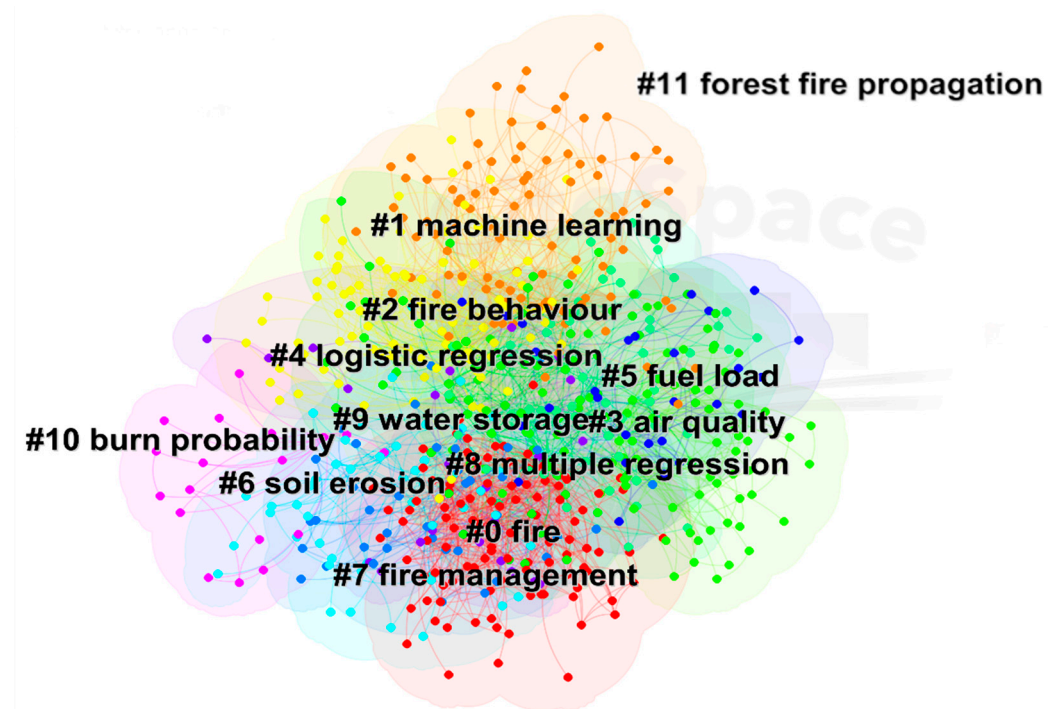 #11 forest fire propagation
Space
#1 machine learning
#2 fire behaviour
#4 logistic regression
#5 fuel load
#9 water storage
#3 air quality
#10 burn probability
#8 multiple regression
#6 soil erosion
#0 fire
#7 fire management